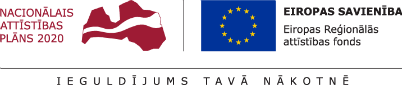 NACIONĀLAIS
ATTĪSTĪBAS
PLĀNS 2020
EIROPAS SAVIENĪBA
Eiropas Reģionālās
attīstības fonds
IEGULDĪJUMS TAVĀ NĀKOTNĒ